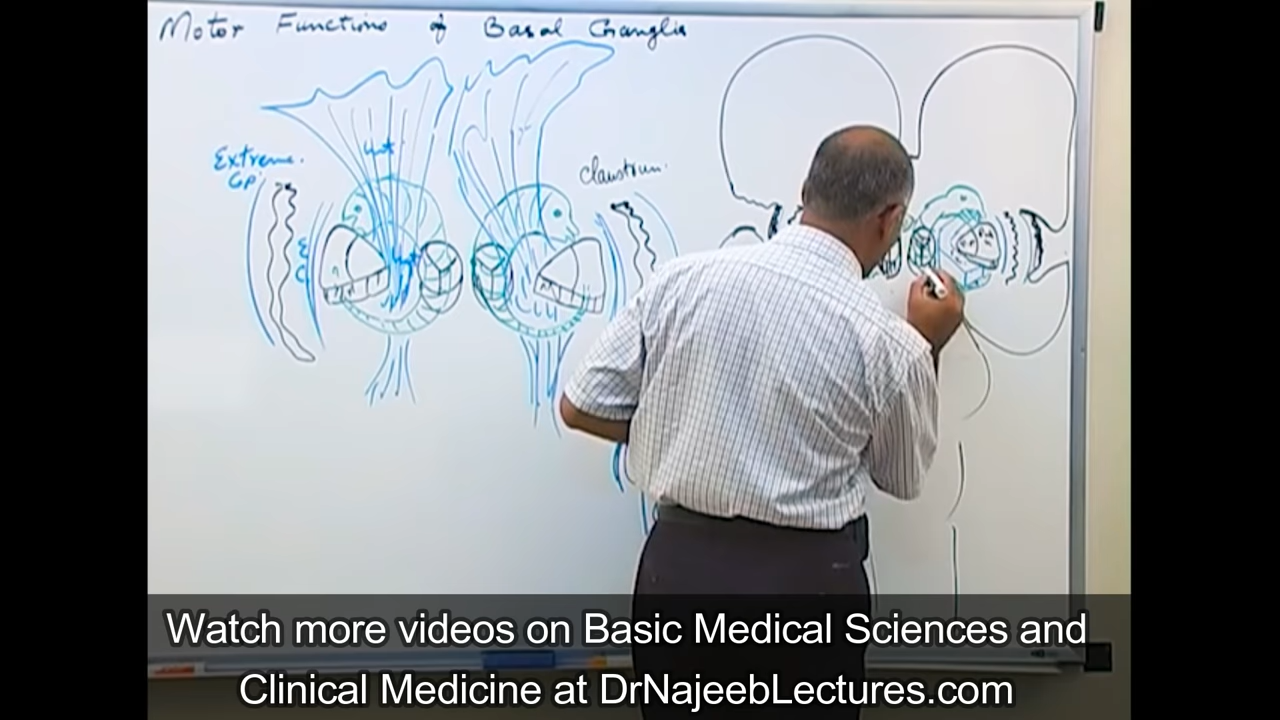 Motor Functions of Basal Ganglia
Extreme
Cp.
Claustrum.
Watch more videos on Basic Medical Sciences and
Clinical Medicine at DrNajeebLectures.com